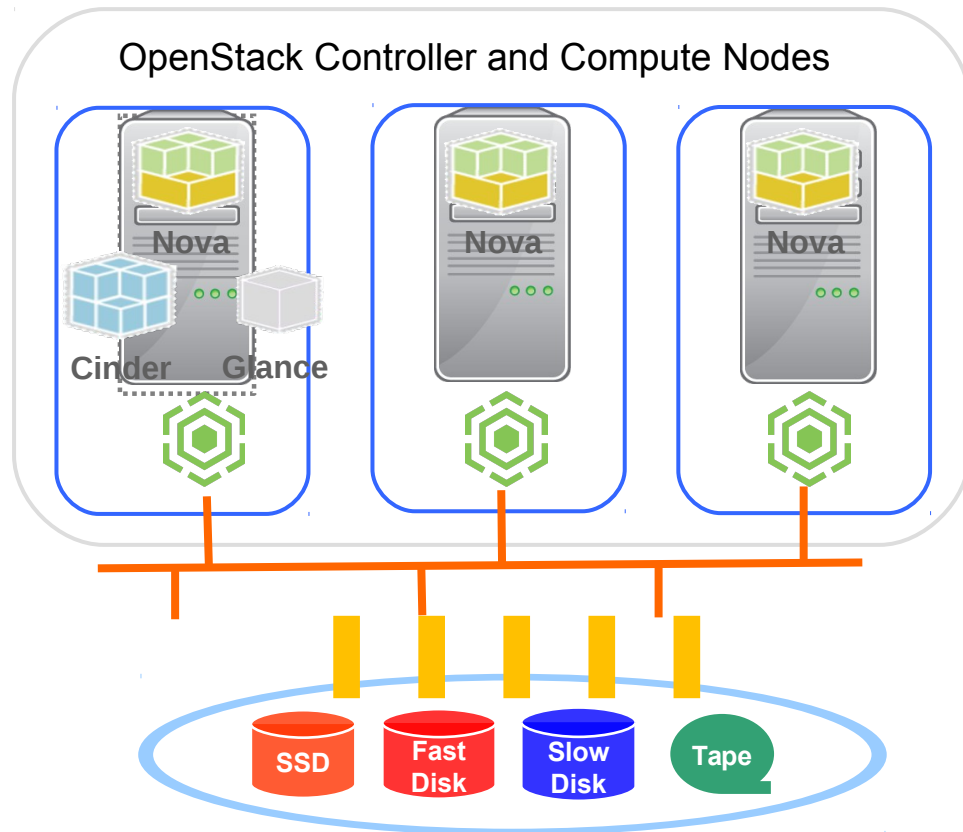 OpenStack Controller and Compute Nodes
Nova
Nova
Nova
Cinder
Glance
SSD
Fast
Disk
Slow
Disk
Tape